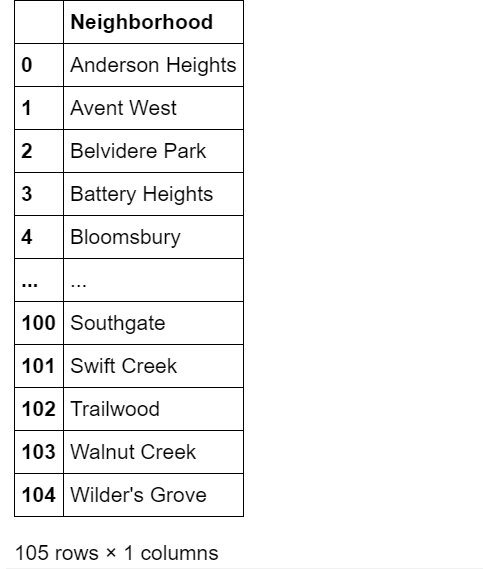 Neighborhood
0 Anderson Heights
1 Avent West
2 Belvidere Park
3 Battery Heights
4 Bloomsbury
... ...
100 Southgate
101 Swift Creek
102 Trailwood
103 Walnut Creek
104 Wilder's Grove
105 rows × 1 columns